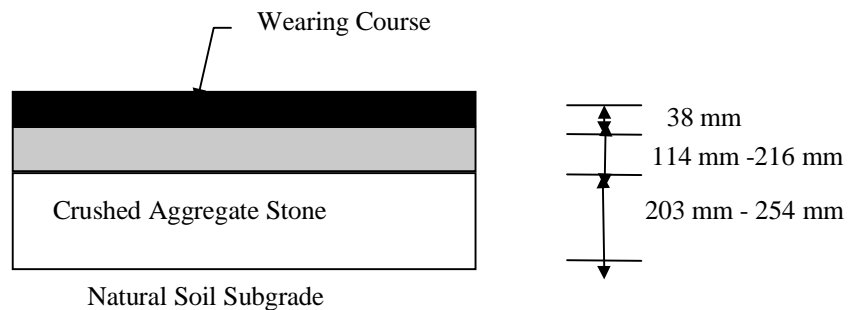 Wearing Course
38 mm
114 mm -216 mm
Crushed Aggregate Stone
203 mm - 254 mm
Natural Soil Subgrade